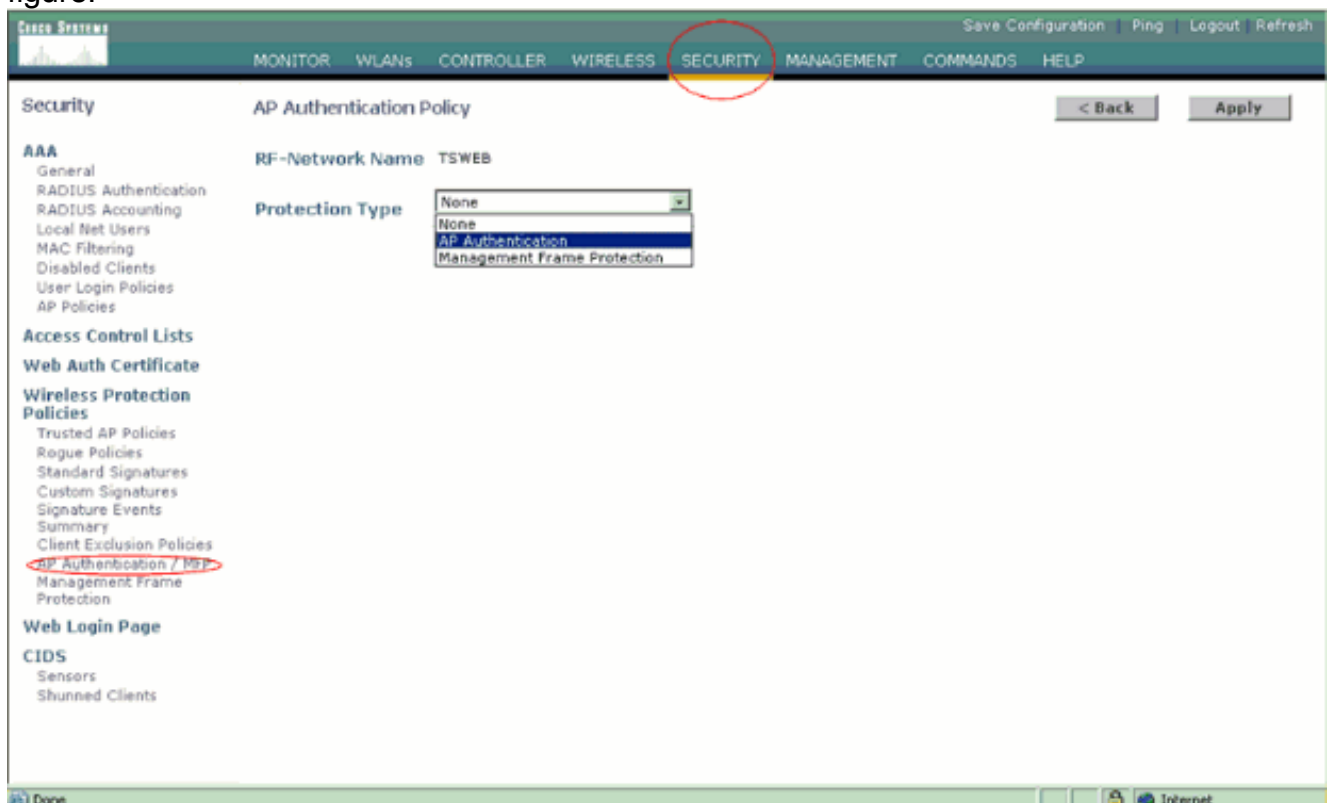 figure.
CISCO SYSTEMS
Save Configuration | Ping | Logout | Refresh
MONITOR WLANs CONTROLLER WIRELESS SECURITY MANAGEMENT COMMANDS HELP
Security
AAA
General
RADIUS Authentication
RADIUS Accounting
Local Net Users
MAC Filtering
Disabled Clients
User Login Policies
AP Policies
Access Control Lists
Web Auth Certificate
Wireless Protection
Policies
Trusted AP Policies
Rogue Policies
Standard Signatures
Custom Signatures
Signature Events
Summary
Client Exclusion Policies
AP Authentication / MFP
Management Frame
Protection
Web Login Page
CIDS
Sensors
Shunned Clients
AP Authentication Policy
< Back
Apply
RF-Network Name TSWEB
Protection Type None
None
AP Authentication
Management Frame Protection
Done
Internet